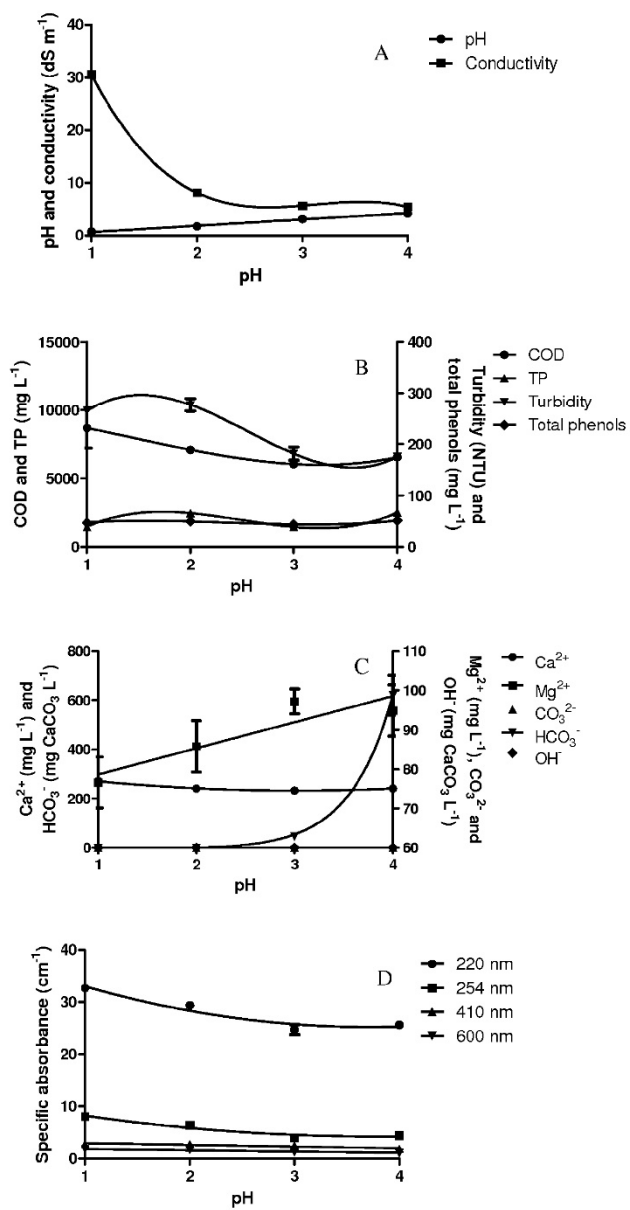 A
pH and conductivity (dS m⁻¹)
40
30
20
10
0
1 2 3 4
pH
pH
Conductivity
B
COD and TP (mg L⁻¹)
15000
10000
5000
0
1 2 3 4
pH
400
300
200
100
0
Turbidity (NTU) and
total phenols (mg L⁻¹)
COD
TP
Turbidity
Total phenols
C
Ca²⁺ (mg L⁻¹) and
HCO₃⁻ (mg CaCO₃ L⁻¹)
800
600
400
200
0
1 2 3 4
pH
110
100
90
80
70
60
Mg²⁺ (mg L⁻¹), CO₃²⁻ and
OH⁻ (mg CaCO₃ L⁻¹)
Ca²⁺
Mg²⁺
CO₃²⁻
HCO₃⁻
OH⁻
D
Specific absorbance (cm⁻¹)
40
30
20
10
0
1 2 3 4
pH
220 nm
254 nm
410 nm
600 nm